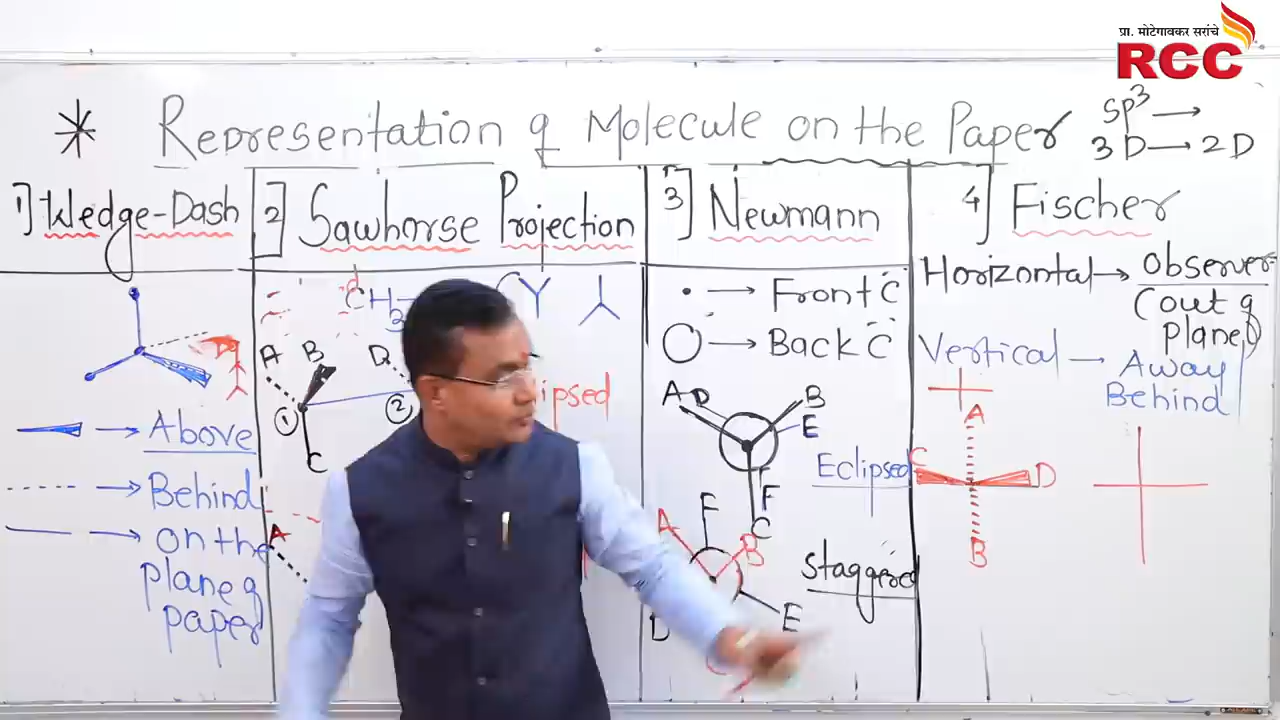 प्रा. मोटेगावकर सरांचे
RCC
* Representation of Molecule on the Paper
Sp³ →
3D → 2D
1] Wedge-Dash
→ Above
→ Behind
→ on the
plane of
paper
2] Sawhorse Projection
CH3
A B D
1 2
C
A
3] Newmann
• → Front C
→ Back C
A D B
E
F
C
Eclipsed
F
A B
Staggered
D E
4] Fischer
Horizontal → Observer
(out of
plane)
Vertical → Away
Behind
A
C D
B